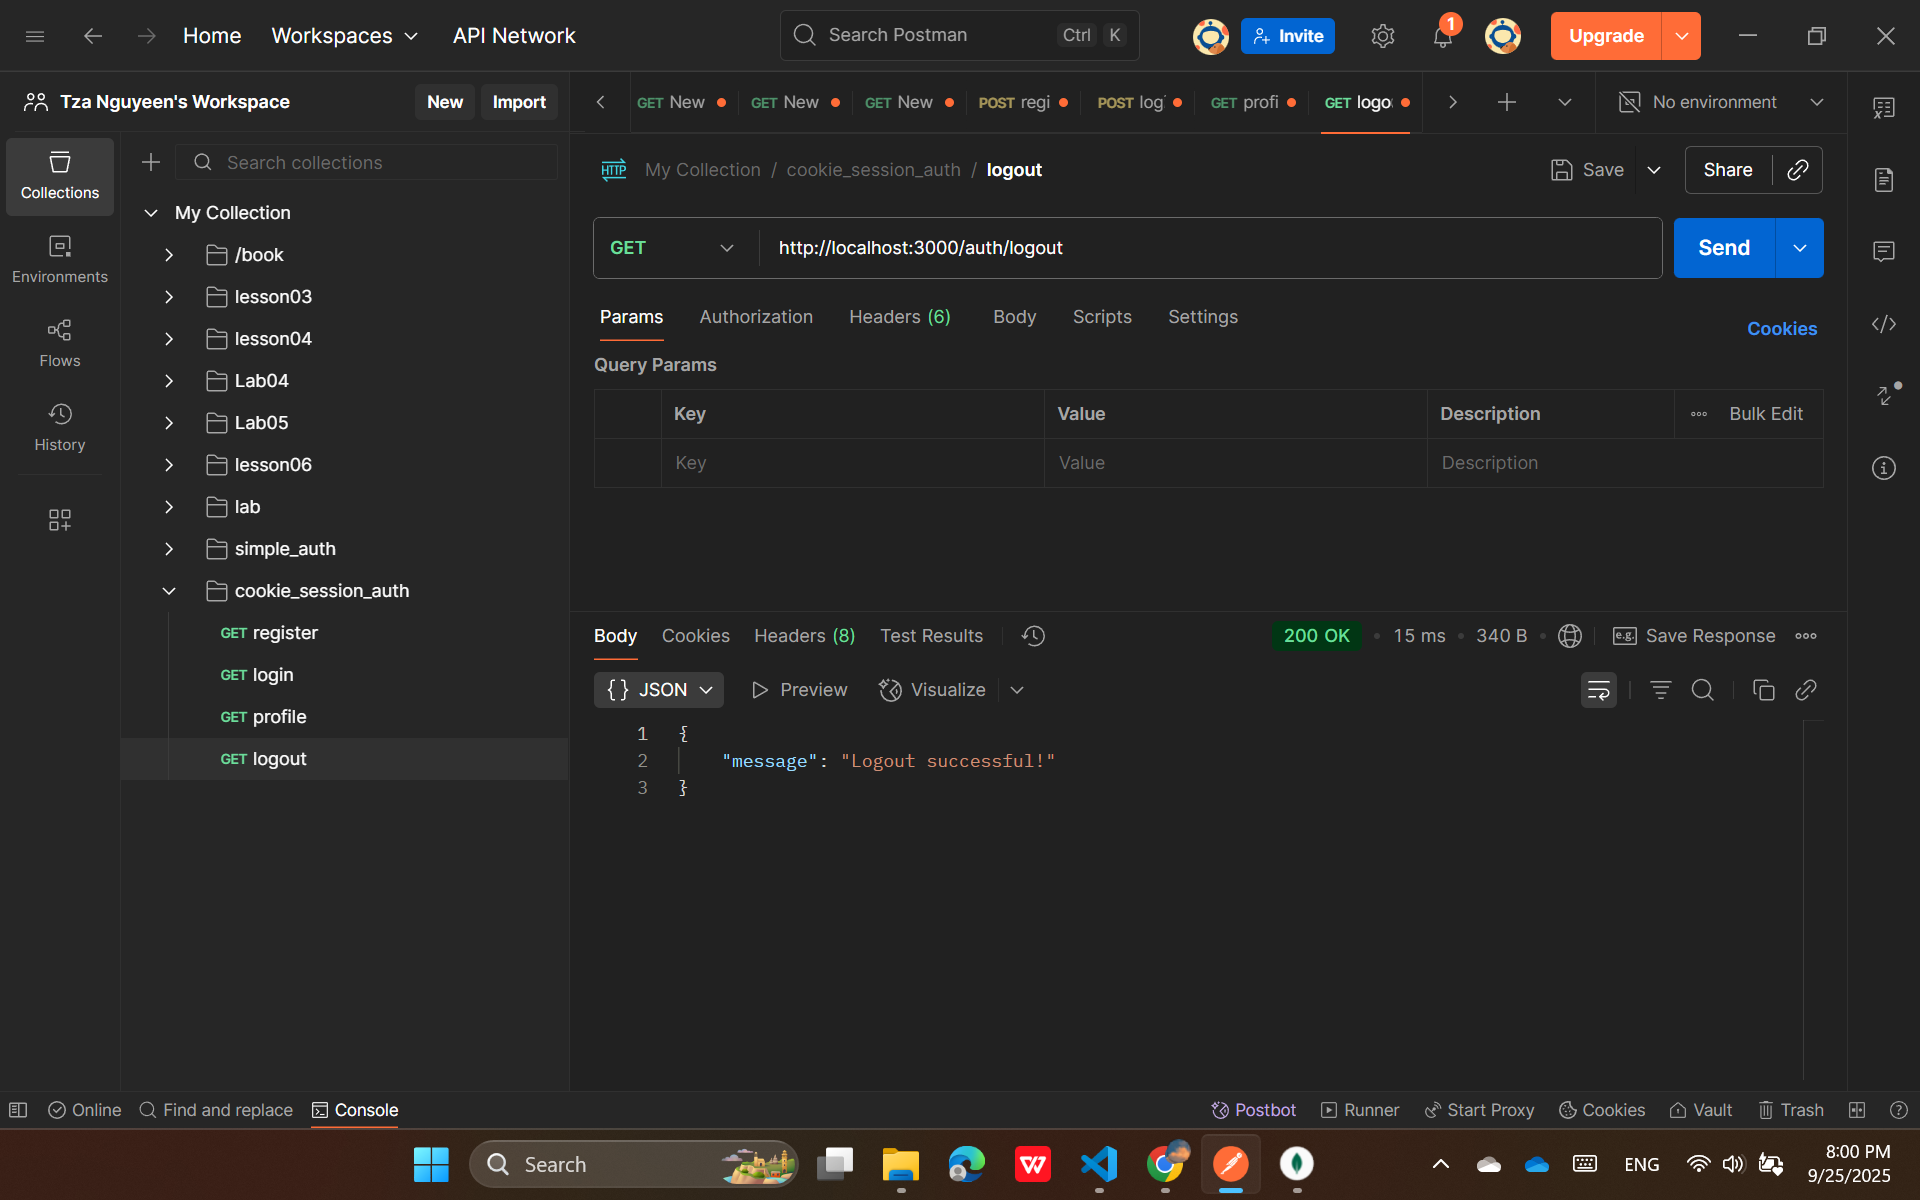 Home
Workspaces
API Network
Search Postman
Ctrl
K
Invite
1
Upgrade
Tza Nguyeen's Workspace
New
Import
GET New
GET New
GET New
POST regi
POST log
GET profi
GET logo
No environment
Collections
Environments
Flows
History
Search collections
My Collection
/book
lesson03
lesson04
Lab04
Lab05
lesson06
lab
simple_auth
cookie_session_auth
GET register
GET login
GET profile
GET logout
HTTP
My Collection / cookie_session_auth / logout
Save
Share
GET
http://localhost:3000/auth/logout
Send
Params
Authorization
Headers (6)
Body
Scripts
Settings
Cookies
Query Params
Key
Value
Description
Bulk Edit
Key
Value
Description
Body
Cookies
Headers (8)
Test Results
200 OK
15 ms
340 B
e.g.
Save Response
{} JSON
Preview
Visualize
1 {
2 "message": "Logout successful!"
3 }
Online
Find and replace
Console
Postbot
Runner
Start Proxy
Cookies
Vault
Trash
Search
W
ENG
8:00 PM
9/25/2025